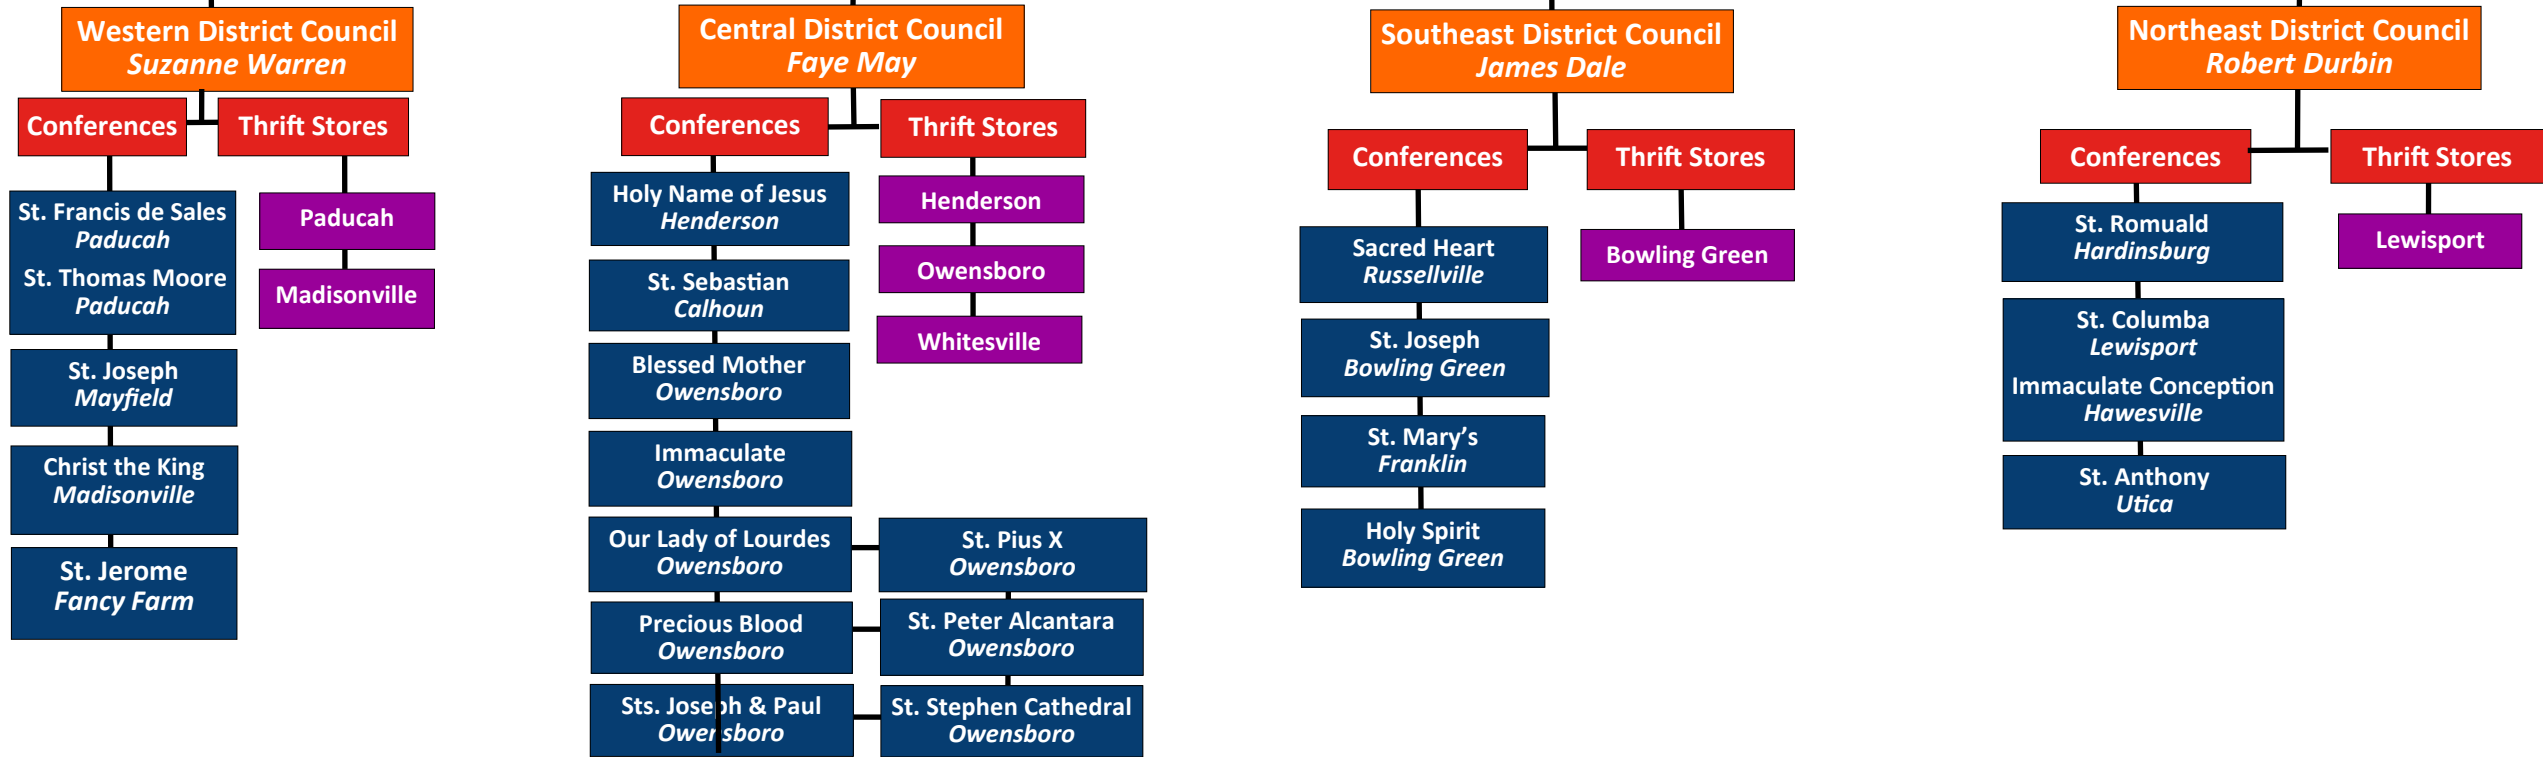 Western District Council
Suzanne Warren
Conferences
Thrift Stores
St. Francis de Sales
Paducah
St. Thomas Moore
Paducah
St. Joseph
Mayfield
Christ the King
Madisonville
St. Jerome
Fancy Farm
Paducah
Madisonville
Central District Council
Faye May
Conferences
Thrift Stores
Holy Name of Jesus
Henderson
St. Sebastian
Calhoun
Blessed Mother
Owensboro
Immaculate
Owensboro
Our Lady of Lourdes
Owensboro
Precious Blood
Owensboro
Sts. Joseph & Paul
Owensboro
St. Pius X
Owensboro
St. Peter Alcantara
Owensboro
St. Stephen Cathedral
Owensboro
Henderson
Owensboro
Whitesville
Southeast District Council
James Dale
Conferences
Thrift Stores
Sacred Heart
Russellville
St. Joseph
Bowling Green
St. Mary’s
Franklin
Holy Spirit
Bowling Green
Bowling Green
Northeast District Council
Robert Durbin
Conferences
Thrift Stores
St. Romuald
Hardinsburg
St. Columba
Lewisport
Immaculate Conception
Hawesville
St. Anthony
Utica
Lewisport